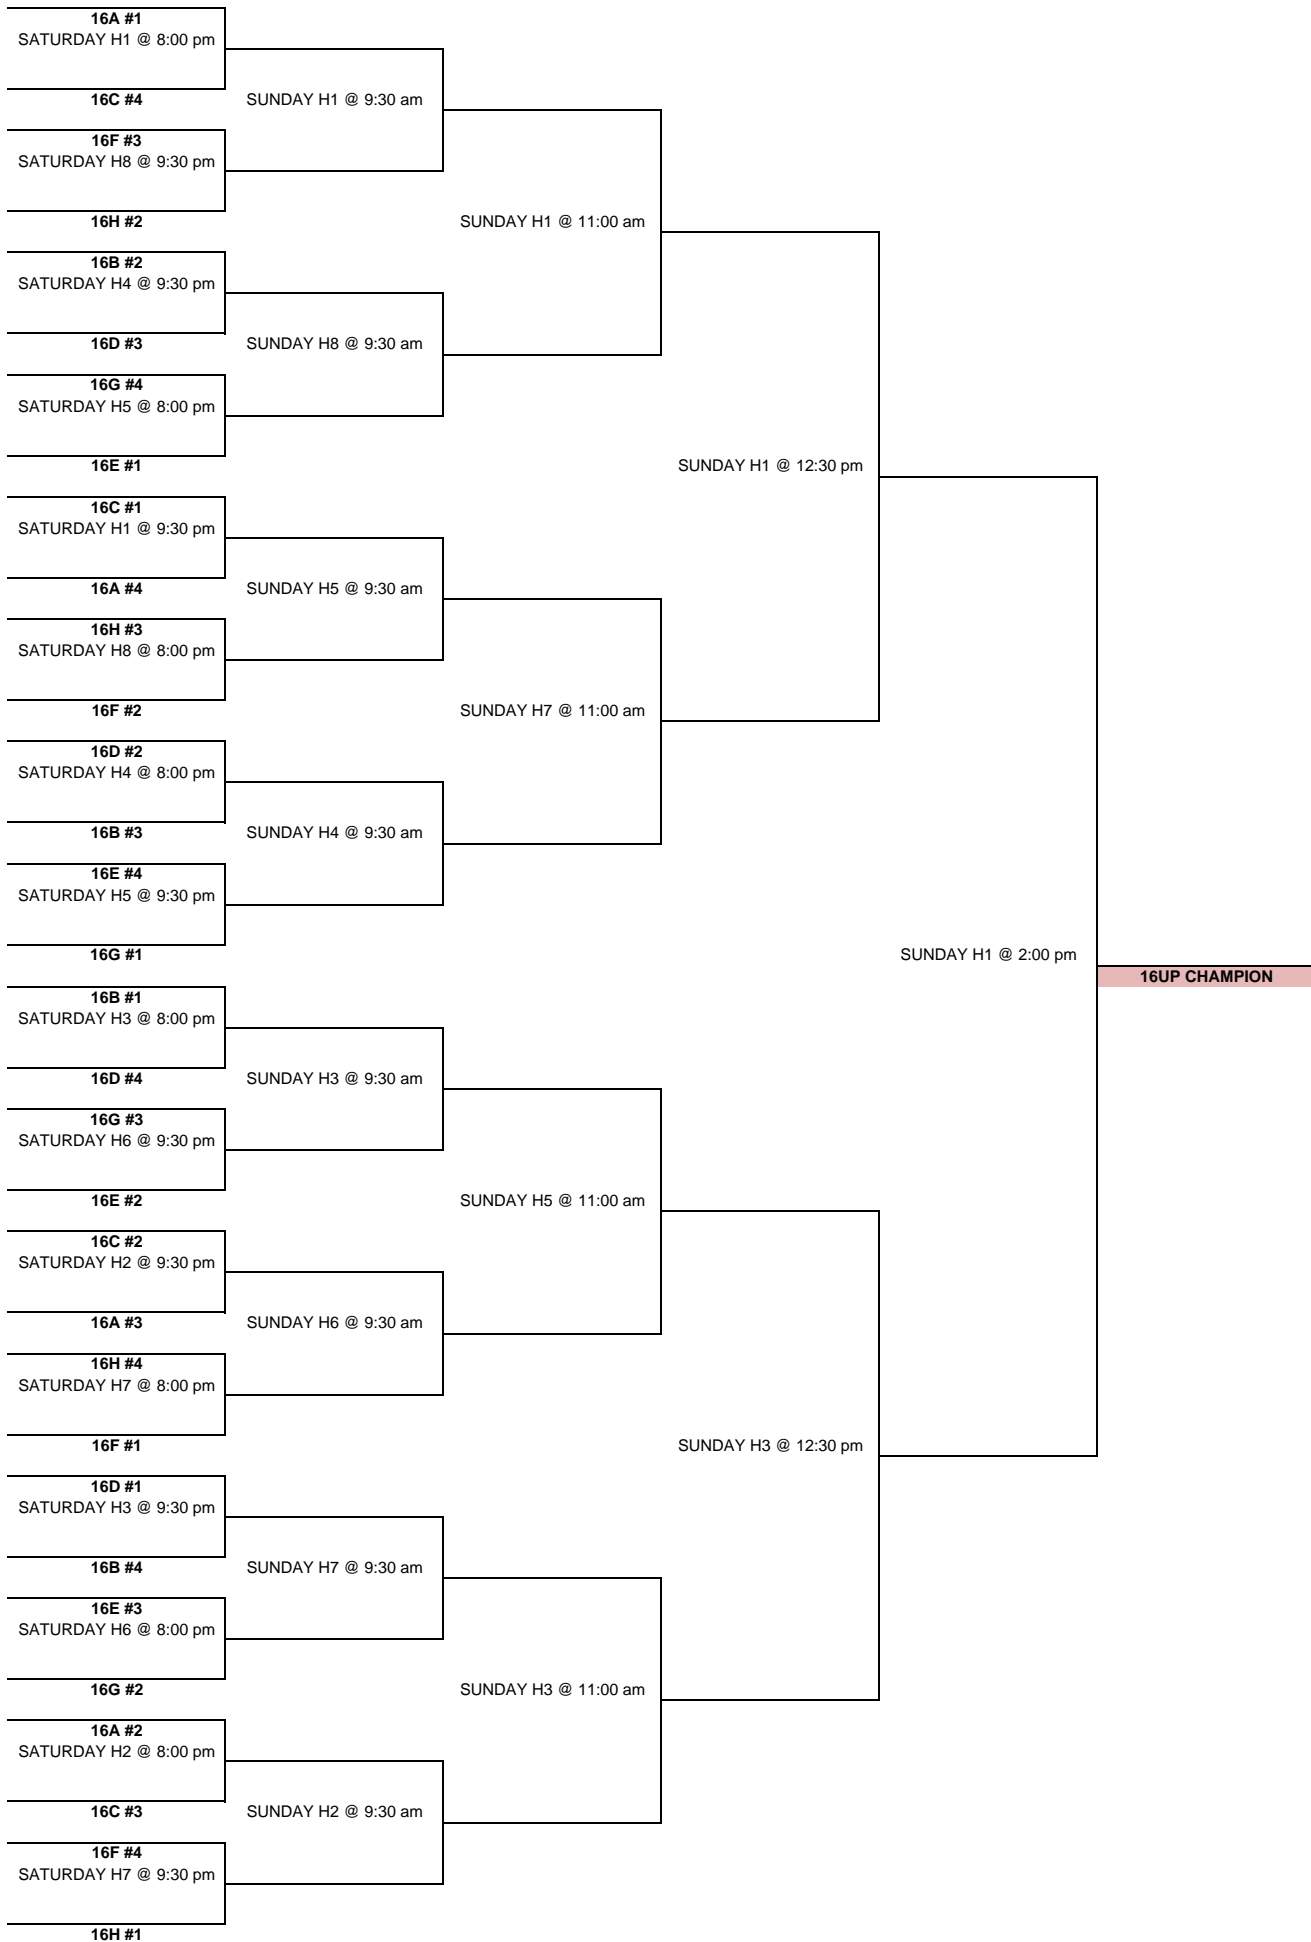 16A #1
SATURDAY H1 @ 8:00 pm
16C #4
SUNDAY H1 @ 9:30 am
16F #3
SATURDAY H8 @ 9:30 pm
16H #2
SUNDAY H1 @ 11:00 am
16B #2
SATURDAY H4 @ 9:30 pm
16D #3
SUNDAY H8 @ 9:30 am
16G #4
SATURDAY H5 @ 8:00 pm
16E #1
SUNDAY H1 @ 12:30 pm
16C #1
SATURDAY H1 @ 9:30 pm
16A #4
SUNDAY H5 @ 9:30 am
16H #3
SATURDAY H8 @ 8:00 pm
16F #2
SUNDAY H7 @ 11:00 am
16D #2
SATURDAY H4 @ 8:00 pm
16B #3
SUNDAY H4 @ 9:30 am
16E #4
SATURDAY H5 @ 9:30 pm
16G #1
SUNDAY H1 @ 2:00 pm
16UP CHAMPION
16B #1
SATURDAY H3 @ 8:00 pm
16D #4
SUNDAY H3 @ 9:30 am
16G #3
SATURDAY H6 @ 9:30 pm
16E #2
SUNDAY H5 @ 11:00 am
16C #2
SATURDAY H2 @ 9:30 pm
16A #3
SUNDAY H6 @ 9:30 am
16H #4
SATURDAY H7 @ 8:00 pm
16F #1
SUNDAY H3 @ 12:30 pm
16D #1
SATURDAY H3 @ 9:30 pm
16B #4
SUNDAY H7 @ 9:30 am
16E #3
SATURDAY H6 @ 8:00 pm
16G #2
SUNDAY H3 @ 11:00 am
16A #2
SATURDAY H2 @ 8:00 pm
16C #3
SUNDAY H2 @ 9:30 am
16F #4
SATURDAY H7 @ 9:30 pm
16H #1